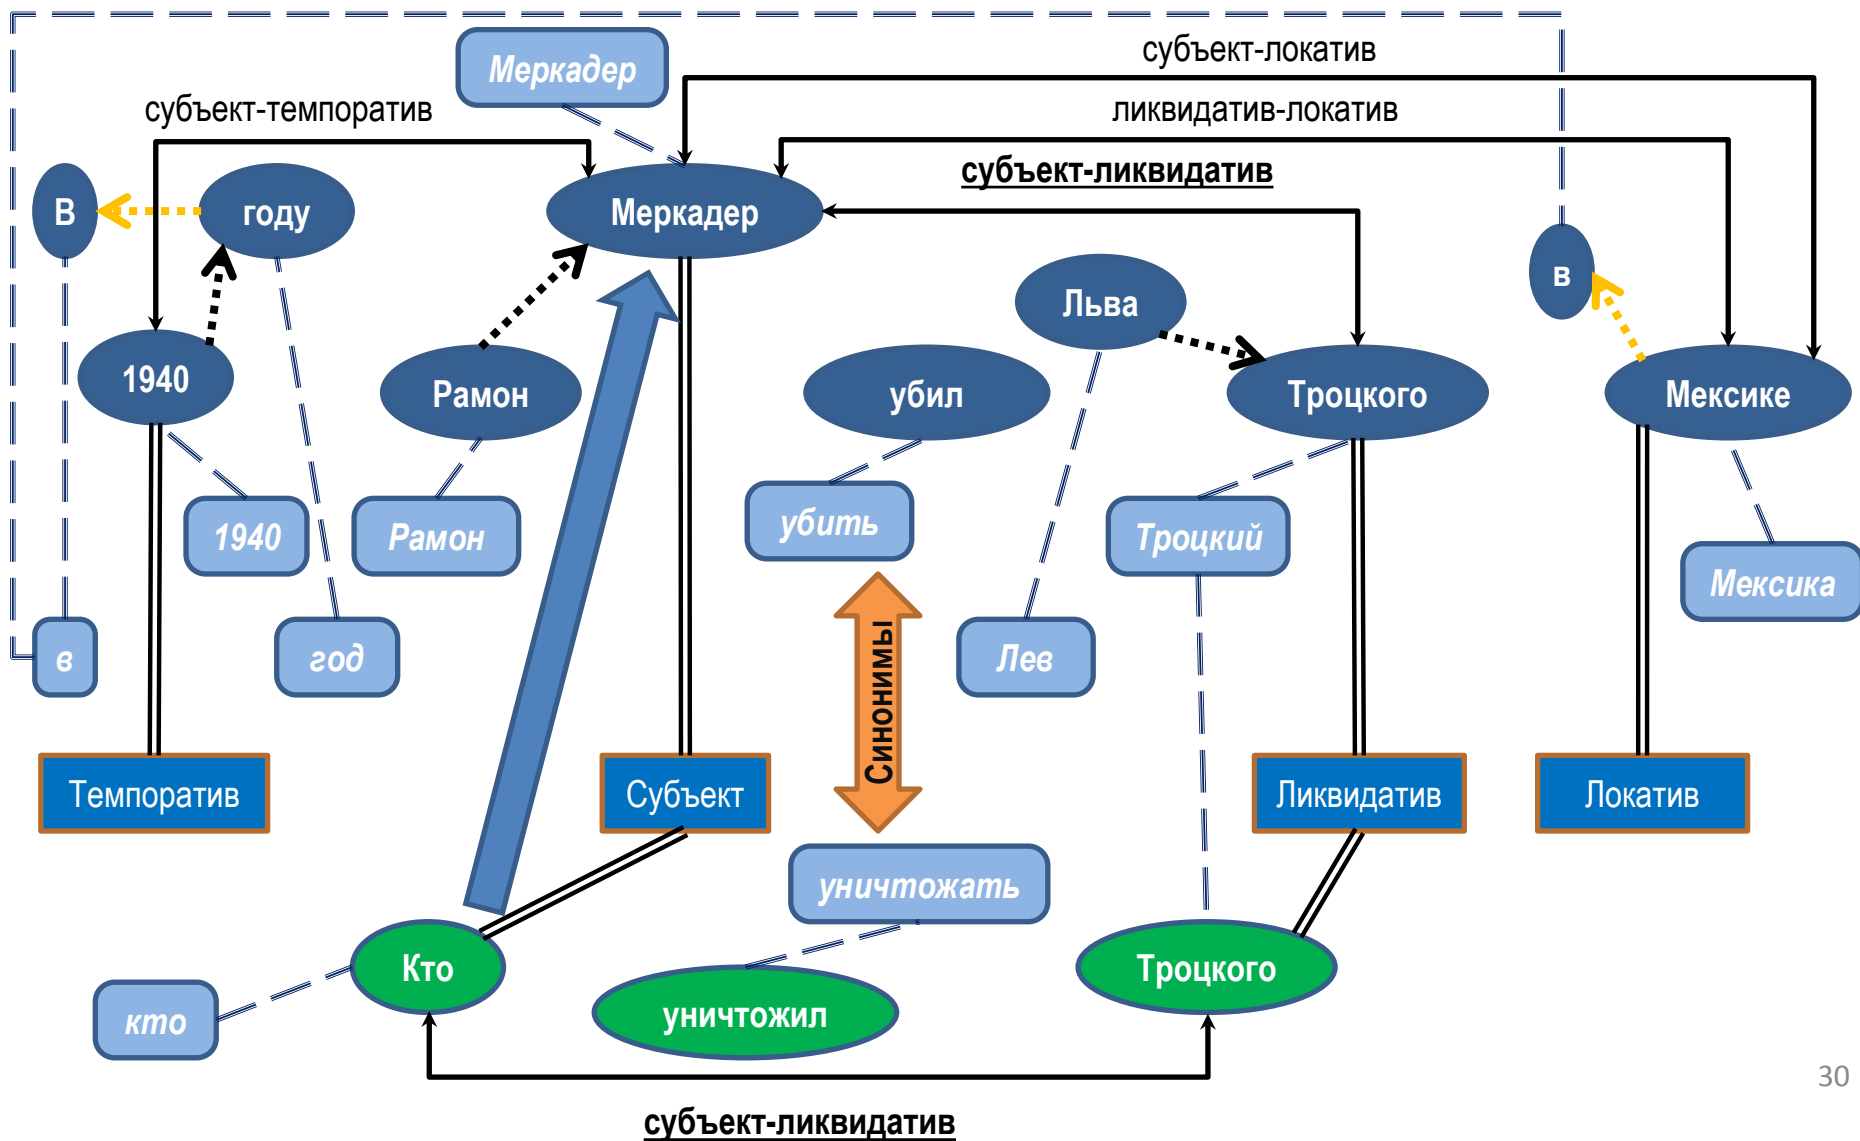 субъект-локатив
Меркадер
субъект-темпоратив
ликвидатив-локатив
субъект-ликвидатив
В
году
Меркадер
в
Льва
1940
Рамон
убил
Троцкого
Мексике
1940
Рамон
убить
Троцкий
Мексика
в
год
Лев
Синонимы
Темпоратив
Субъект
Ликвидатив
Локатив
уничтожать
Кто
Троцкого
кто
уничтожил
30
субъект-ликвидатив